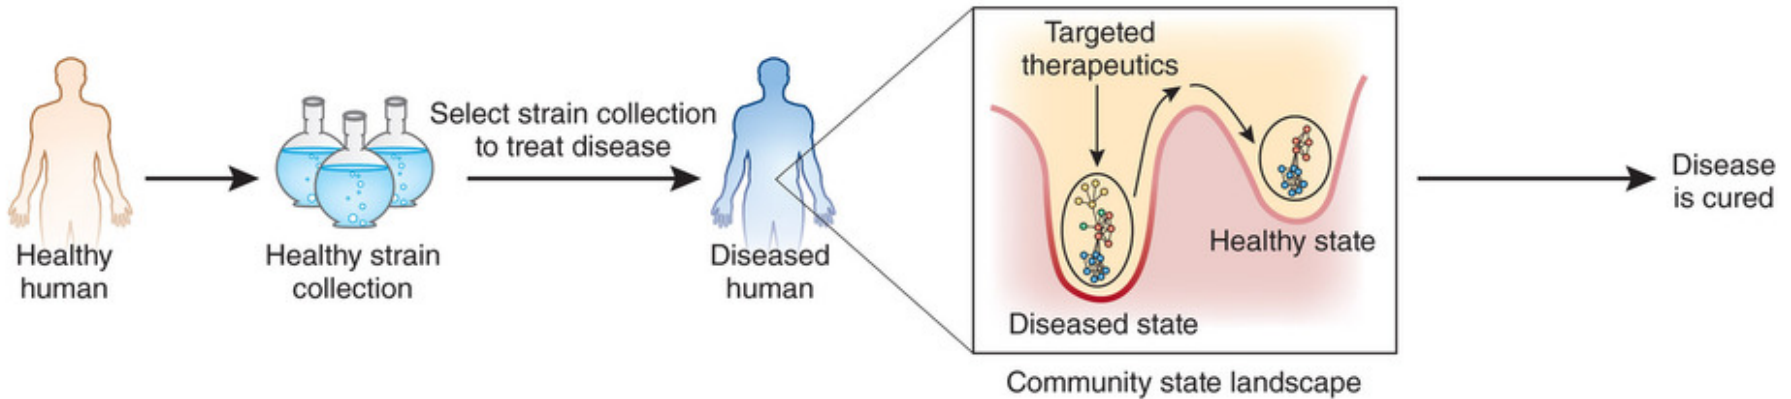 Healthy
human
Healthy strain
collection
Select strain collection
to treat disease
Diseased
human
Targeted
therapeutics
Diseased state
Healthy state
Community state landscape
Disease
is cured